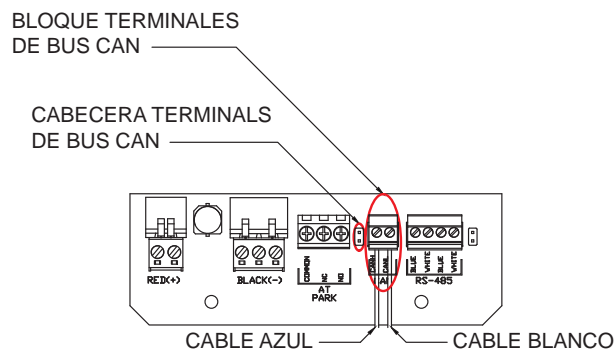 BLOQUE TERMINALES
DE BUS CAN
CABECERA TERMINALS
DE BUS CAN
RED(+)
BLACK(-)
COMMON
NC
NO
AT
PARK
CANH
CANL
BLUE
WHITE
BLUE
WHITE
RS-485
CABLE AZUL
CABLE BLANCO